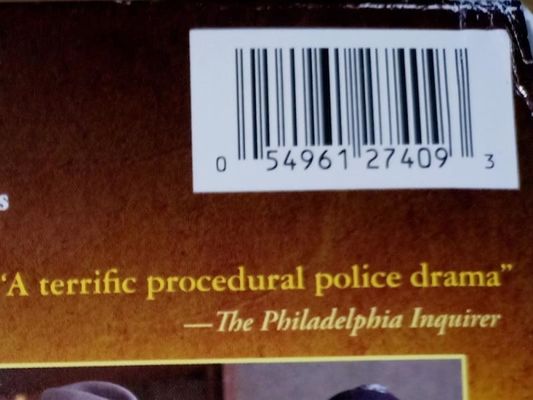 0 54961 27409 3
s
"A terrific procedural police drama"
—The Philadelphia Inquirer